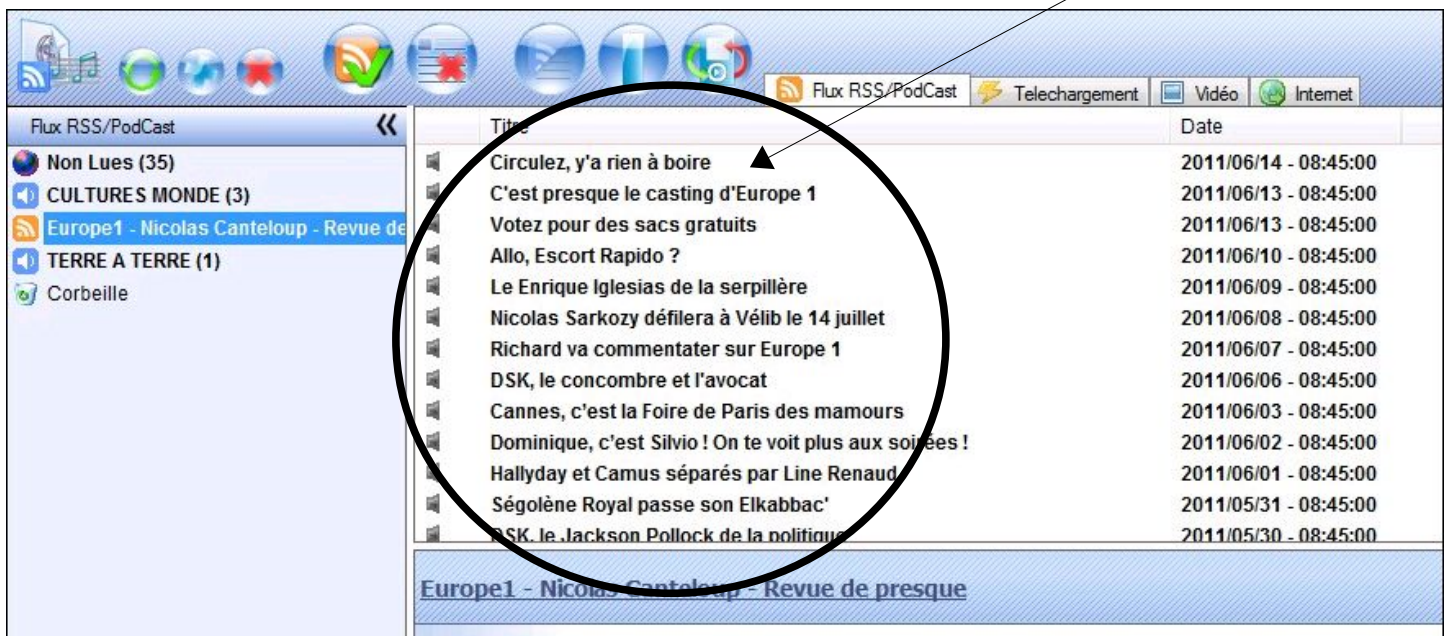 Flux RSS/PodCast Telechargement Vidéo Internet
Flux RSS/PodCast
Non Lues (35)
CULTURES MONDE (3)
Europe1 - Nicolas Canteloup - Revue de
TERRE A TERRE (1)
Corbeille
Titre Date
Circulez, y'a rien à boire 2011/06/14 - 08:45:00
C'est presque le casting d'Europe 1 2011/06/13 - 08:45:00
Votez pour des sacs gratuits 2011/06/13 - 08:45:00
Allo, Escort Rapido ? 2011/06/10 - 08:45:00
Le Enrique Iglesias de la serpillère 2011/06/09 - 08:45:00
Nicolas Sarkozy défilera à Vélib le 14 juillet 2011/06/08 - 08:45:00
Richard va commentater sur Europe 1 2011/06/07 - 08:45:00
DSK, le concombre et l'avocat 2011/06/06 - 08:45:00
Cannes, c'est la Foire de Paris des mamours 2011/06/03 - 08:45:00
Dominique, c'est Silvio ! On te voit plus aux soirées ! 2011/06/02 - 08:45:00
Hallyday et Camus séparés par Line Renaud 2011/06/01 - 08:45:00
Ségolène Royal passe son Elkabbac' 2011/05/31 - 08:45:00
DSK, le Jackson Pollock de la politique 2011/05/30 - 08:45:00
Europe1 - Nicolas Canteloup - Revue de presque